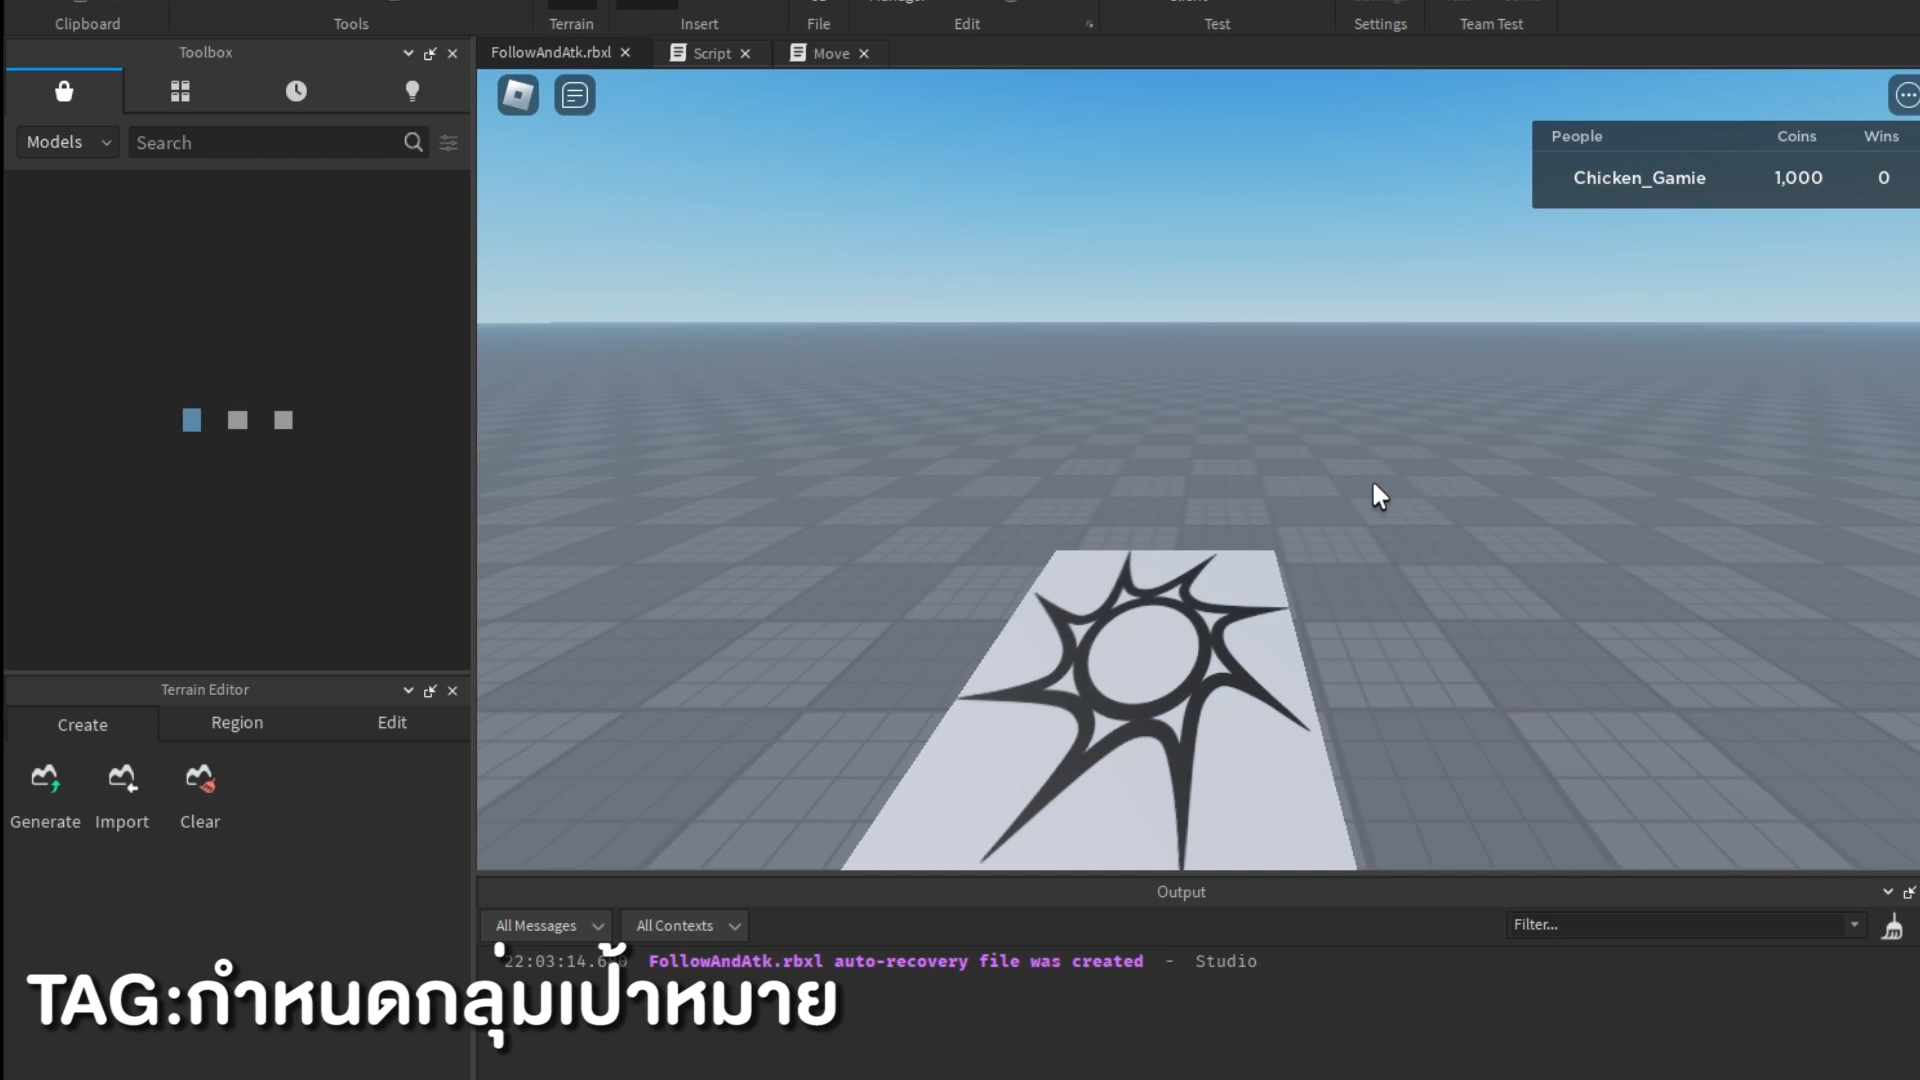 Clipboard
Tools
Terrain
Insert
File
Edit
Test
Settings
Team Test
Toolbox
FollowAndAtk.rbxl
Script
Move
Models
Search
People Coins Wins
Chicken_Gamie 1,000 0
Terrain Editor
Create
Region
Edit
Generate
Import
Clear
Output
All Messages
All Contexts
Filter...
FollowAndAtk.rbxl auto-recovery file was created - Studio
TAG:กำหนดกลุ่มเป้าหมาย